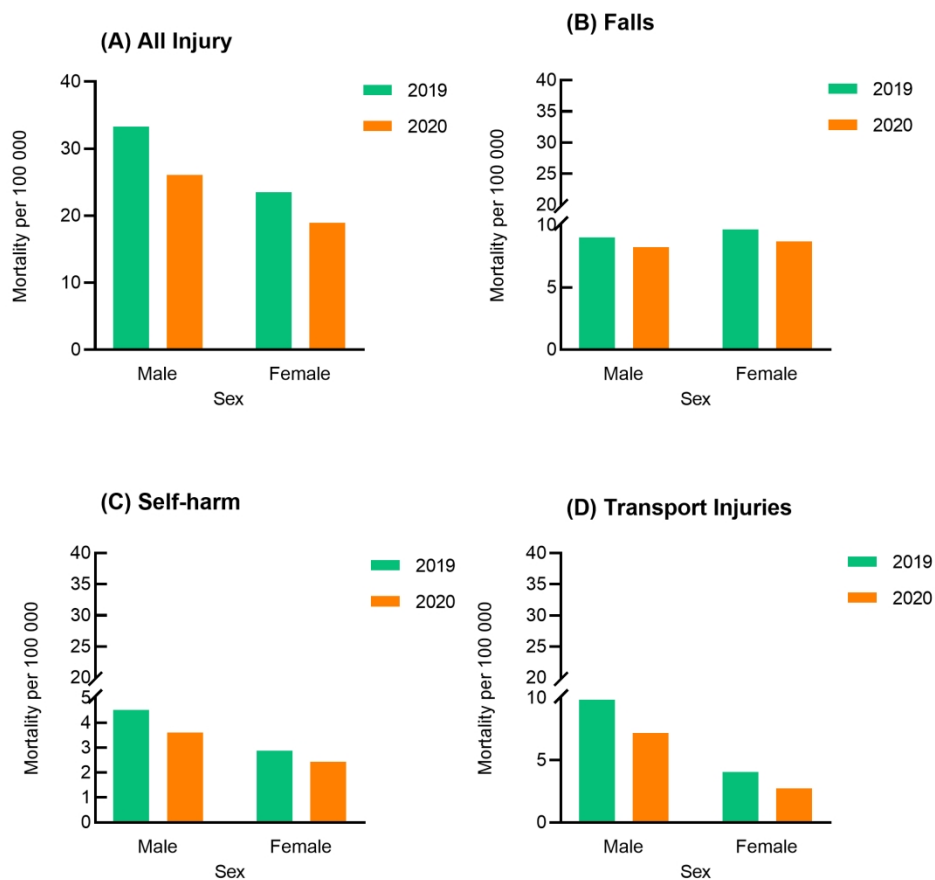 (A) All Injury
Mortality per 100 000
40
30
20
10
0
2019
2020
Male
Female
Sex
(B) Falls
Mortality per 100 000
40
35
30
25
20
10
5
0
2019
2020
Male
Female
Sex
(C) Self-harm
Mortality per 100 000
40
35
30
25
20
5
4
3
2
1
0
2019
2020
Male
Female
Sex
(D) Transport Injuries
Mortality per 100 000
40
35
30
25
20
10
5
0
2019
2020
Male
Female
Sex